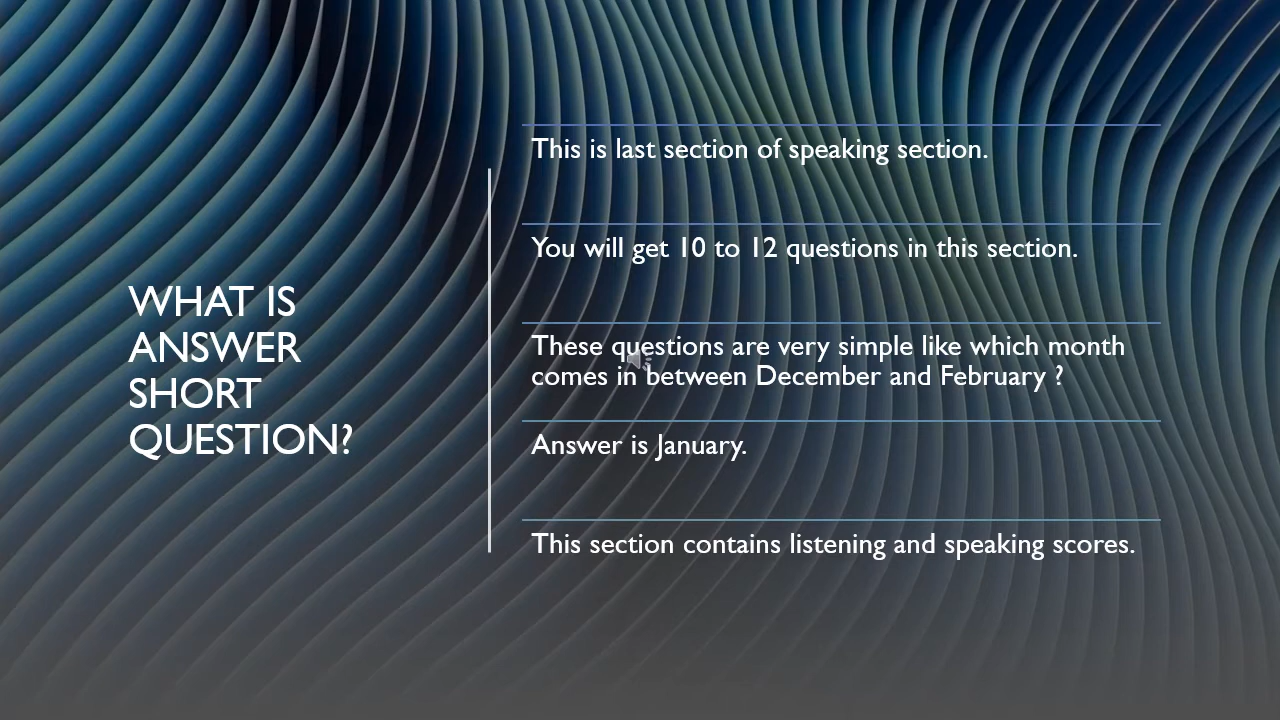 WHAT IS
ANSWER
SHORT
QUESTION?
This is last section of speaking section.
You will get 10 to 12 questions in this section.
These questions are very simple like which month
comes in between December and February ?
Answer is January.
This section contains listening and speaking scores.